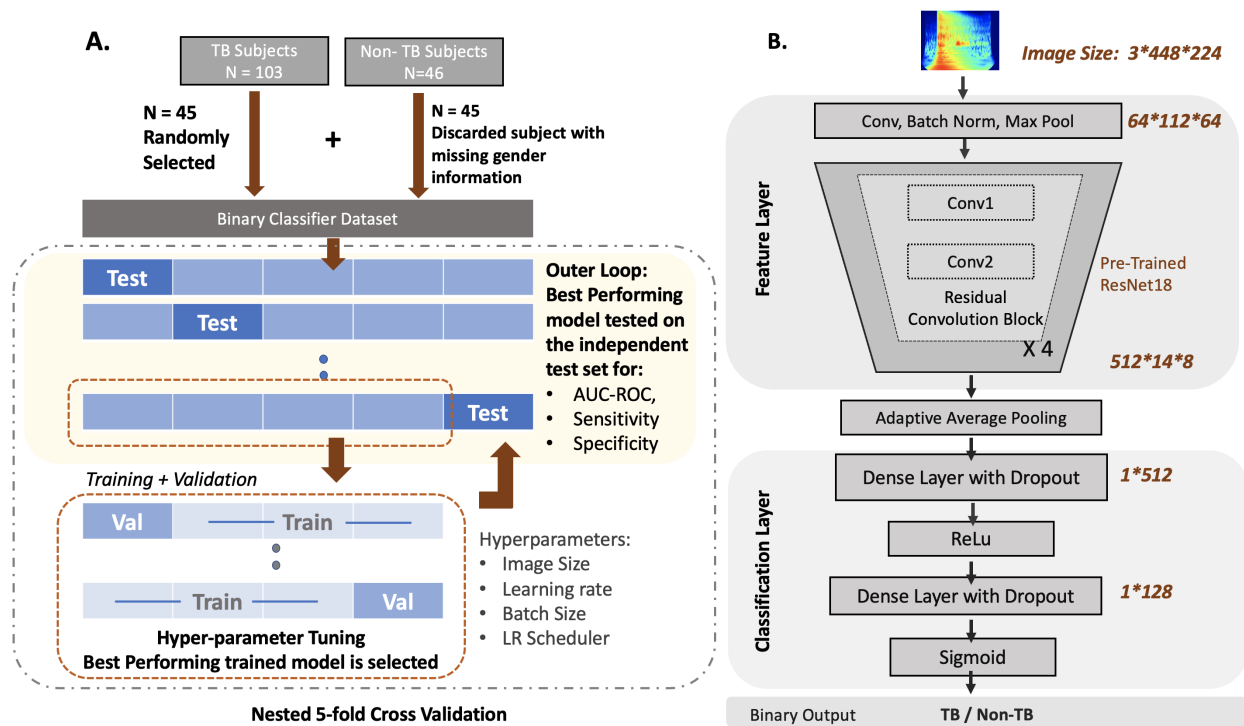 A.
TB Subjects
N = 103
Non- TB Subjects
N=46
N = 45
Randomly
Selected
+
N = 45
Discarded subject with
missing gender
information
Binary Classifier Dataset
Test
Test
Test
Outer Loop:
Best Performing
model tested on
the independent
test set for:
• AUC-ROC,
• Sensitivity
• Specificity
Training + Validation
Val
Train
Train
Val
Hyper-parameter Tuning
Best Performing trained model is selected
Hyperparameters:
• Image Size
• Learning rate
• Batch Size
• LR Scheduler
Nested 5-fold Cross Validation
B.
Image Size: 3*448*224
Feature Layer
Conv, Batch Norm, Max Pool
64*112*64
Conv1
Conv2
Residual
Convolution Block
X 4
Pre-Trained
ResNet18
512*14*8
Adaptive Average Pooling
Classification Layer
Dense Layer with Dropout
1*512
ReLu
Dense Layer with Dropout
1*128
Sigmoid
Binary Output
TB / Non-TB